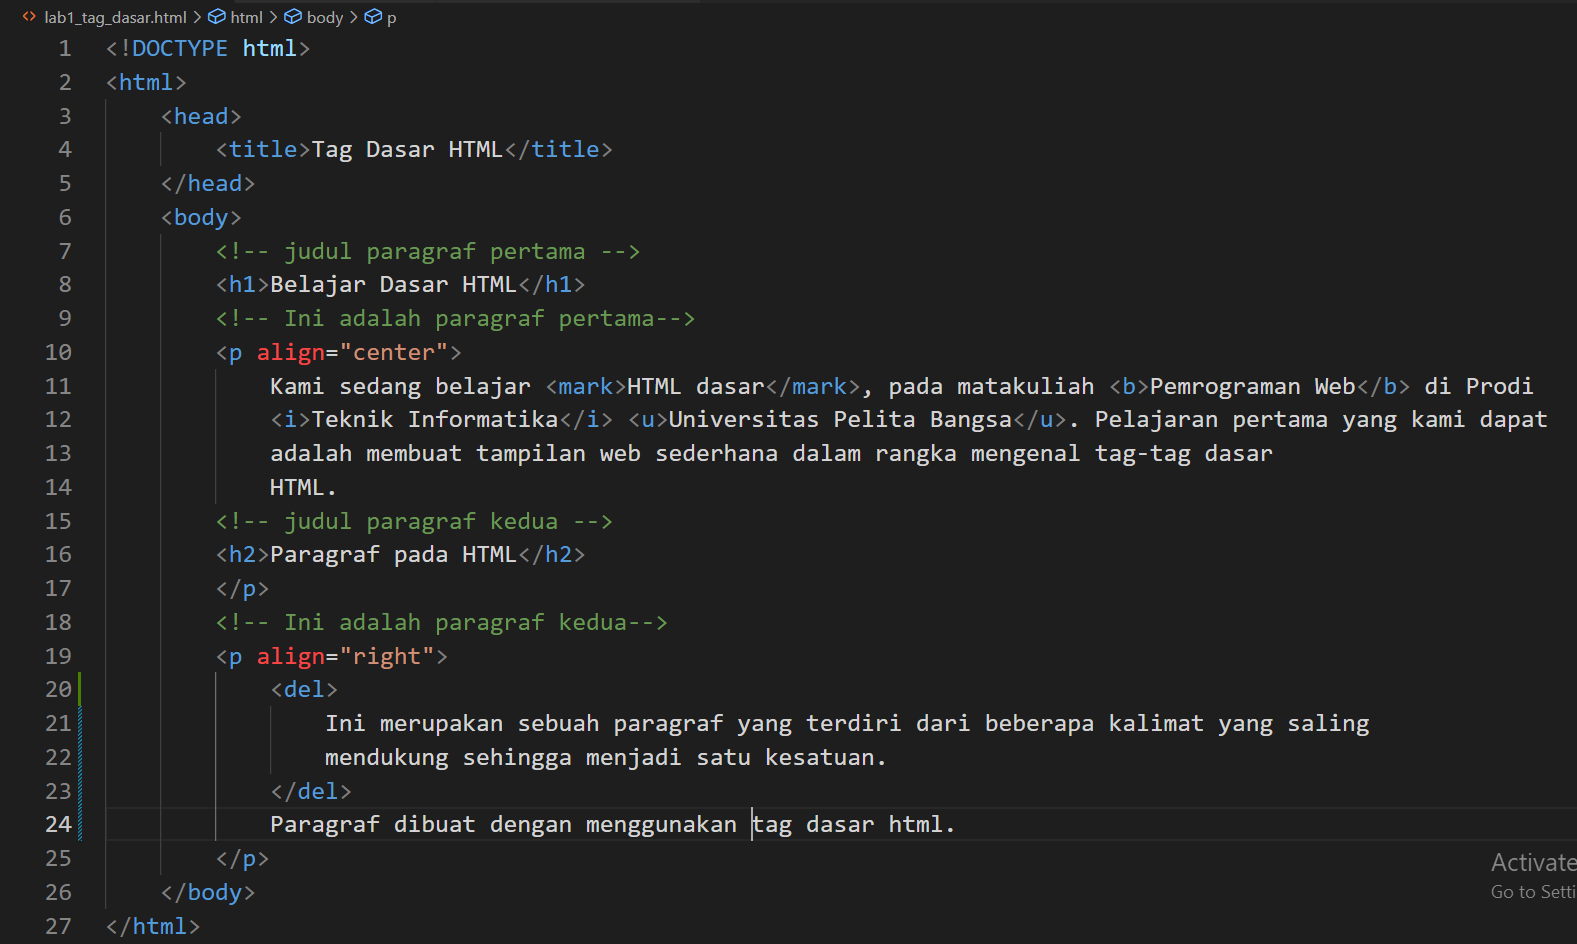 lab1_tag_dasar.html > html > body > p
1 <!DOCTYPE html>
2 <html>
3     <head>
4         <title>Tag Dasar HTML</title>
5     </head>
6     <body>
7         <!-- judul paragraf pertama -->
8         <h1>Belajar Dasar HTML</h1>
9         <!-- Ini adalah paragraf pertama-->
10         <p align="center">
11             Kami sedang belajar <mark>HTML dasar</mark>, pada matakuliah <b>Pemrograman Web</b> di Prodi
12             <i>Teknik Informatika</i> <u>Universitas Pelita Bangsa</u>. Pelajaran pertama yang kami dapat
13             adalah membuat tampilan web sederhana dalam rangka mengenal tag-tag dasar
14             HTML.
15         <!-- judul paragraf kedua -->
16         <h2>Paragraf pada HTML</h2>
17         </p>
18         <!-- Ini adalah paragraf kedua-->
19         <p align="right">
20             <del>
21                 Ini merupakan sebuah paragraf yang terdiri dari beberapa kalimat yang saling
22                 mendukung sehingga menjadi satu kesatuan.
23             </del>
24             Paragraf dibuat dengan menggunakan tag dasar html.
25         </p>
26     </body>
27 </html>
Activate
Go to Setti